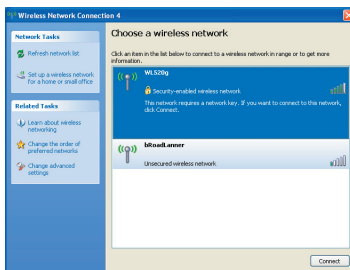 Wireless Network Connection 4
Network Tasks
Refresh network list
Set up a wireless network
for a home or small office
Related Tasks
Learn about wireless
networking
Change the order of
preferred networks
Change advanced
settings
Choose a wireless network
Click an item in the list below to connect to a wireless network in range or to get more
information.
WL520g
Security-enabled wireless network
This network requires a network key. If you want to connect to this network,
click Connect.
bRoadLanner
Unsecured wireless network
Connect